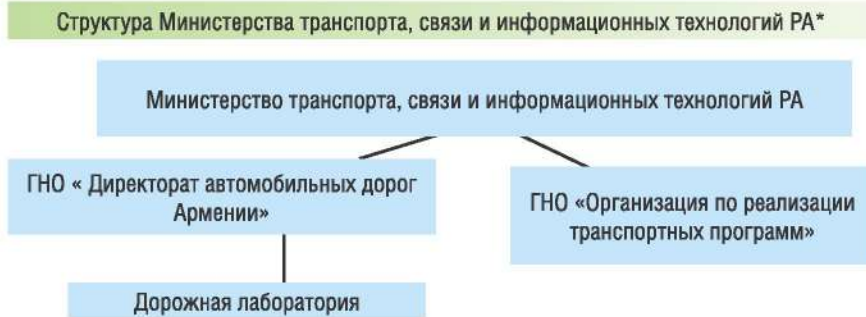 Структура Министерства транспорта, связи и информационных технологий РА*
Министерство транспорта, связи и информационных технологий РА
ГНО « Директорат автомобильных дорог
Армении»
ГНО «Организация по реализации
транспортных программ»
Дорожная лаборатория